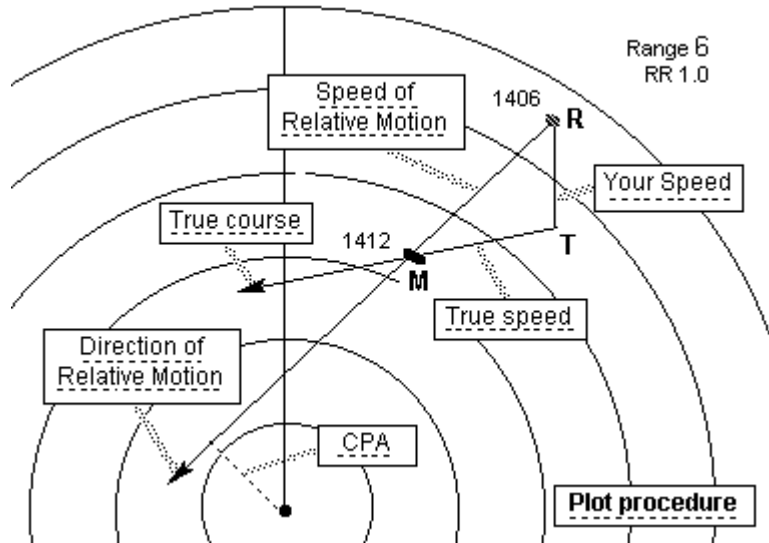 Range 6
RR 1.0
Speed of
Relative Motion
1406
R
Your Speed
True course
1412
T
M
True speed
Direction of
Relative Motion
CPA
Plot procedure